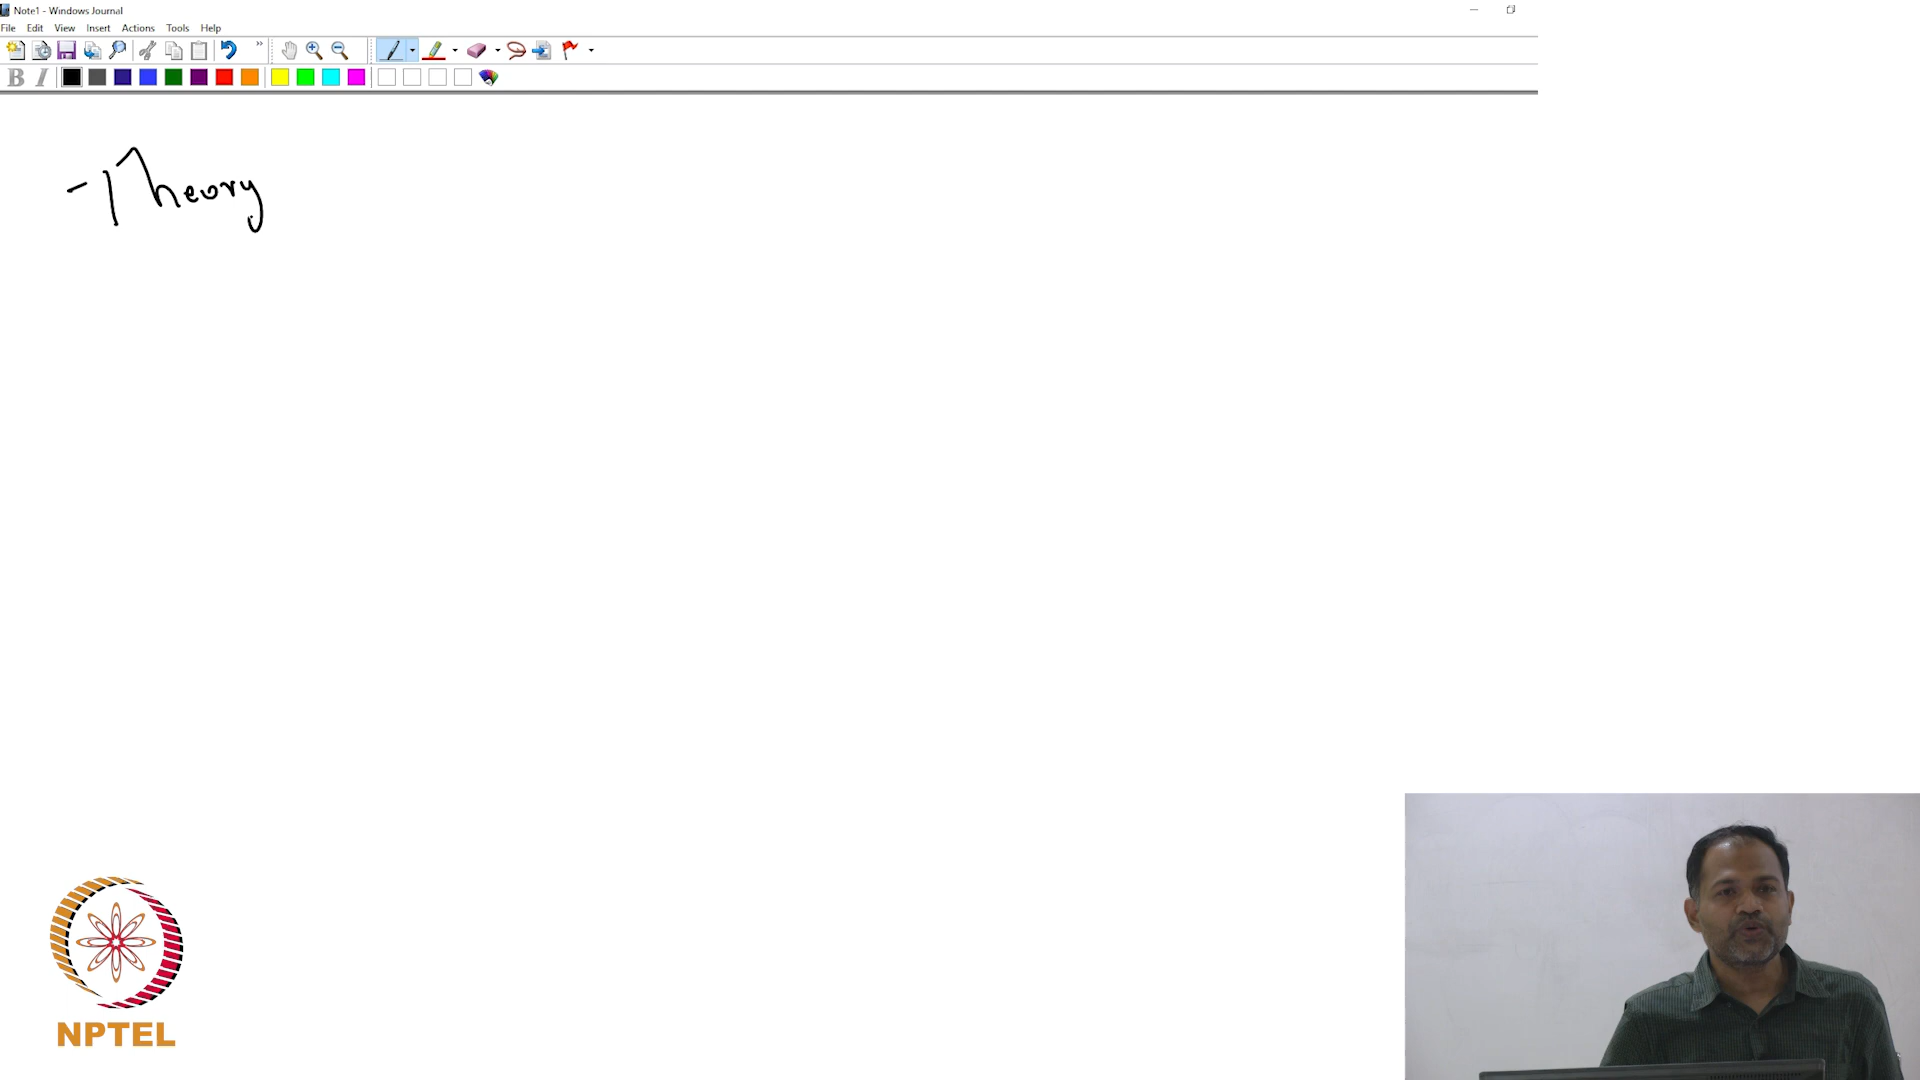 Note1 - Windows Journal
File Edit View Insert Actions Tools Help
»
B I
- Theory
NPTEL